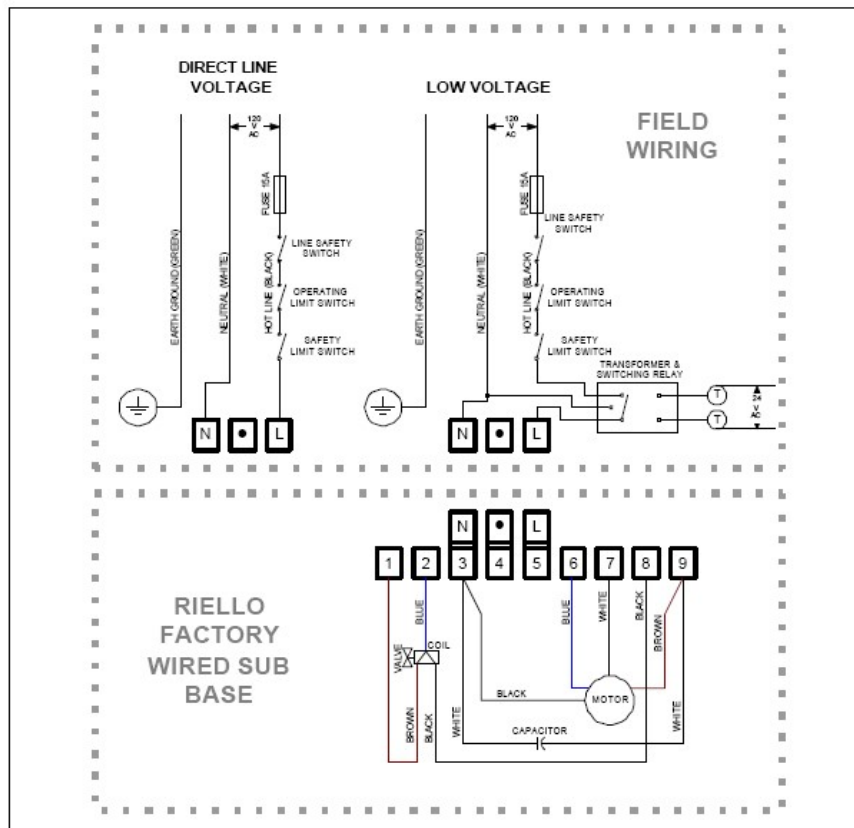 DIRECT LINE
VOLTAGE
LOW VOLTAGE
FIELD
WIRING
120
V
AC
120
V
AC
EARTH GROUND (GREEN)
NEUTRAL (WHITE)
HOT LINE (BLACK)
FUSE 15A
LINE SAFETY
SWITCH
OPERATING
LIMIT SWITCH
SAFETY
LIMIT SWITCH
EARTH GROUND (GREEN)
NEUTRAL (WHITE)
HOT LINE (BLACK)
FUSE 15A
LINE SAFETY
SWITCH
OPERATING
LIMIT SWITCH
SAFETY
LIMIT SWITCH
TRANSFORMER &
SWITCHING RELAY
T
T
24
V
AC
N • L
N • L
N • L
1 2 3 4 5 6 7 8 9
RIELLO
FACTORY
WIRED SUB
BASE
BLUE
VALVE
COIL
BROWN
BLACK
WHITE
BLACK
BLUE
WHITE
BLACK
BROWN
MOTOR
CAPACITOR
WHITE